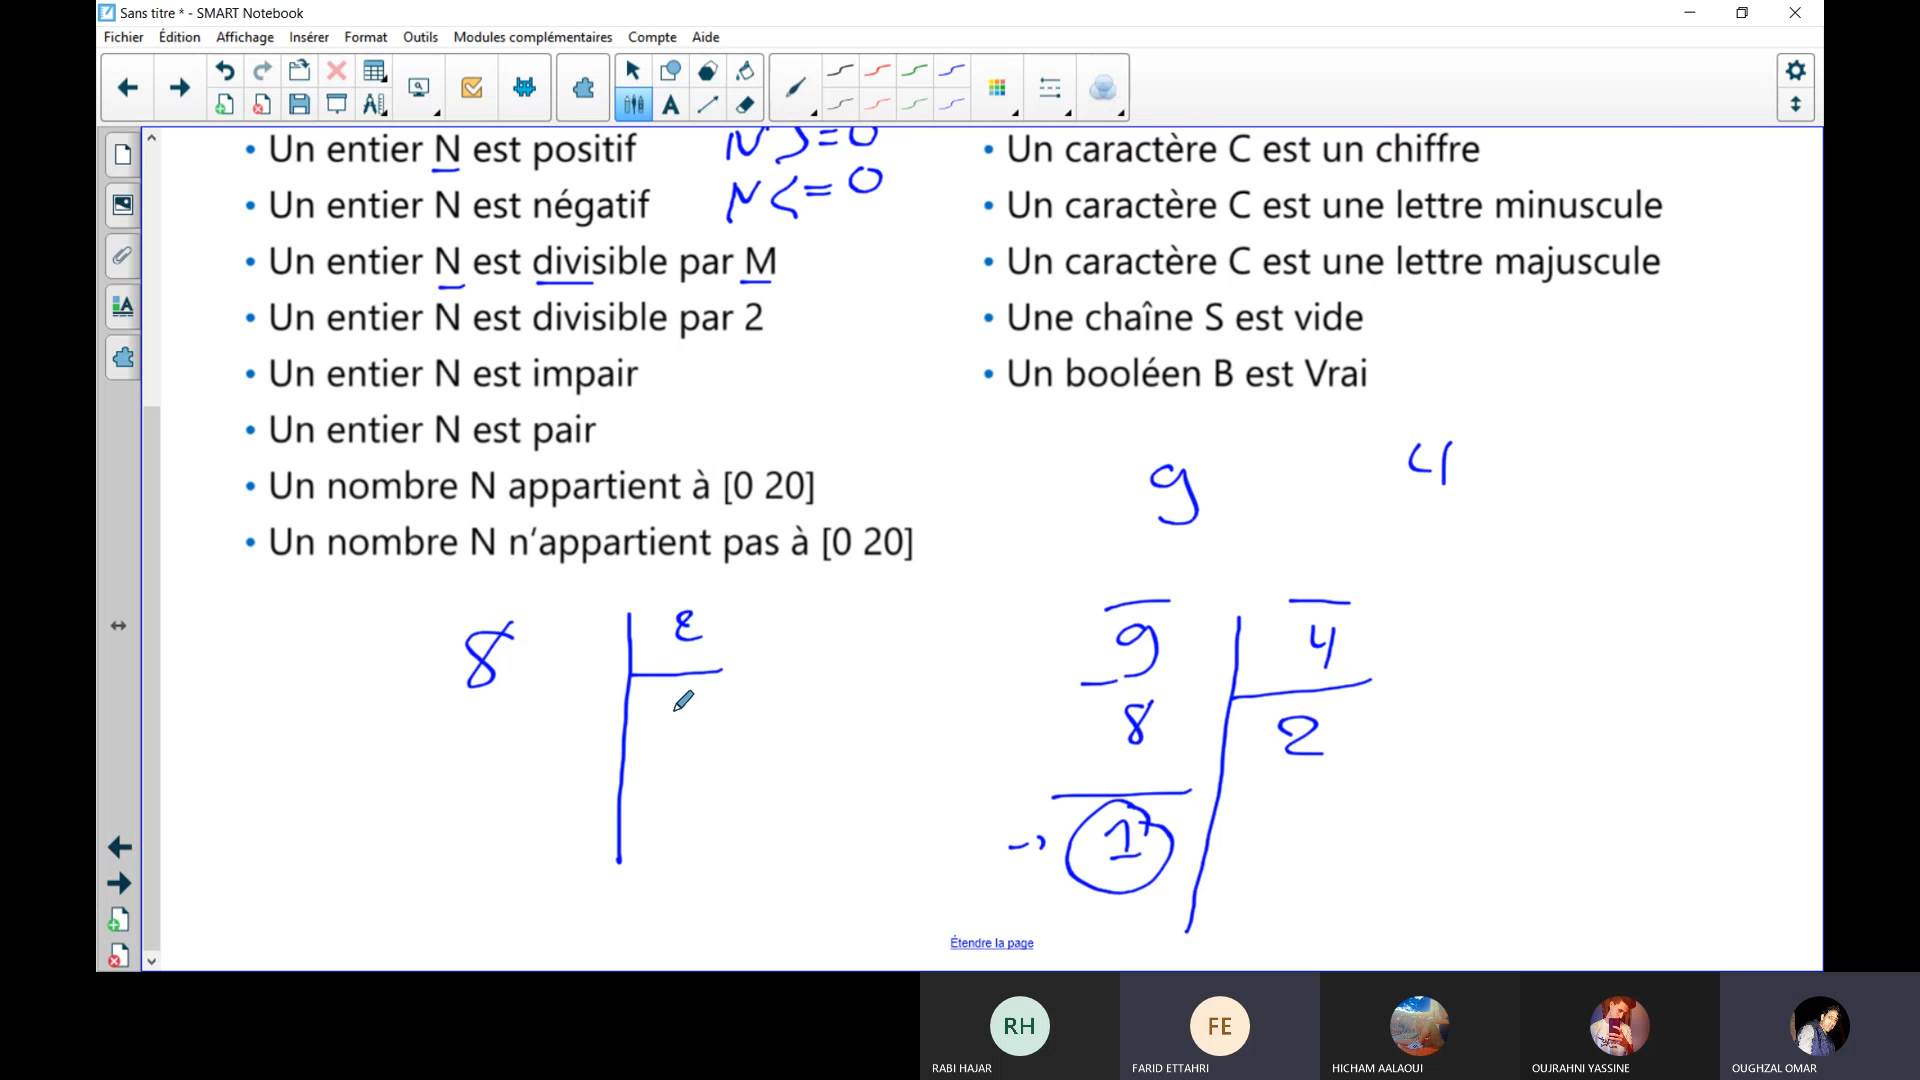 Sans titre * - SMART Notebook
Fichier Édition Affichage Insérer Format Outils Modules complémentaires Compte Aide
• Un entier N est positif N >= 0
• Un entier N est négatif N <= 0
• Un entier N est divisible par M
• Un entier N est divisible par 2
• Un entier N est impair
• Un entier N est pair
• Un nombre N appartient à [0 20]
• Un nombre N n'appartient pas à [0 20]
• Un caractère C est un chiffre
• Un caractère C est une lettre minuscule
• Un caractère C est une lettre majuscule
• Une chaîne S est vide
• Un booléen B est Vrai
9 4
8 2
9 4
- 8 2
-> 1
Étendre la page
RH
RABI HAJAR
FE
FARID ETTAHRI
HICHAM AALAOUI
OUJRAHNI YASSINE
OUGHZAL OMAR